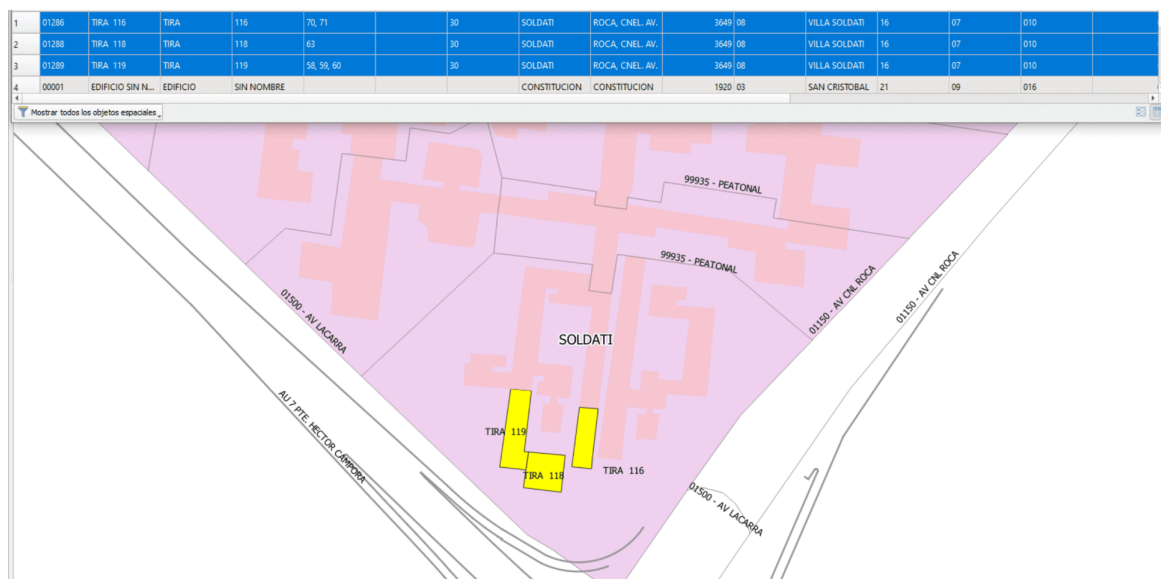 1 01286 TIRA 116 TIRA 116 70, 71 30 SOLDATI ROCA, CNEL. AV. 3649 08 VILLA SOLDATI 16 07 010
2 01288 TIRA 118 TIRA 118 63 30 SOLDATI ROCA, CNEL. AV. 3649 08 VILLA SOLDATI 16 07 010
3 01289 TIRA 119 TIRA 119 58, 59, 60 30 SOLDATI ROCA, CNEL. AV. 3649 08 VILLA SOLDATI 16 07 010
4 00001 EDIFICIO SIN N... EDIFICIO SIN NOMBRE CONSTITUCION CONSTITUCION 1920 03 SAN CRISTOBAL 21 09 016
Mostrar todos los objetos espaciales
99935 - PEATONAL
99935 - PEATONAL
01500 - AV LACARRA
01150 - AV CNL ROCA
01150 - AV CNL ROCA
SOLDATI
AU 7 PTE. HECTOR CAMPORA
TIRA 119
TIRA 118
TIRA 116
01500 - AV LACARRA